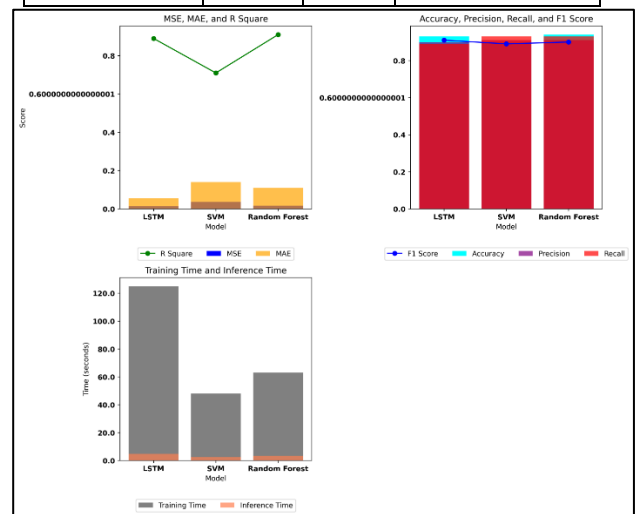 MSE, MAE, and R Square
0.8
0.6000000000000001
0.4
0.2
0.0
Score
LSTM SVM Random Forest
Model
R Square MSE MAE
Accuracy, Precision, Recall, and F1 Score
0.8
0.6000000000000001
0.4
0.2
0.0
LSTM SVM Random Forest
Model
F1 Score Accuracy Precision Recall
Training Time and Inference Time
120.0
100.0
80.0
60.0
40.0
20.0
0.0
Time (seconds)
LSTM SVM Random Forest
Model
Training Time Inference Time